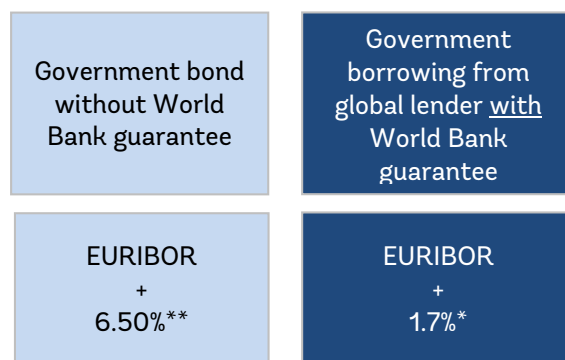 Government bond
without World
Bank guarantee
Government
borrowing from
global lender with
World Bank
guarantee
EURIBOR
+
6.50%**
EURIBOR
+
1.7%*